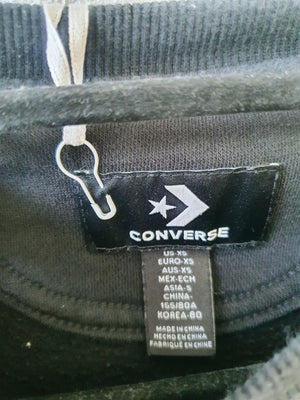 CONVERSE
US-XS
EURO-XS
AUS-XS
MEX-ECH
ASIA-S
CHINA-
165/80A
KOREA-80
MADE IN CHINA
HECHO EN CHINA
FABRIQUÉ EN CHINE